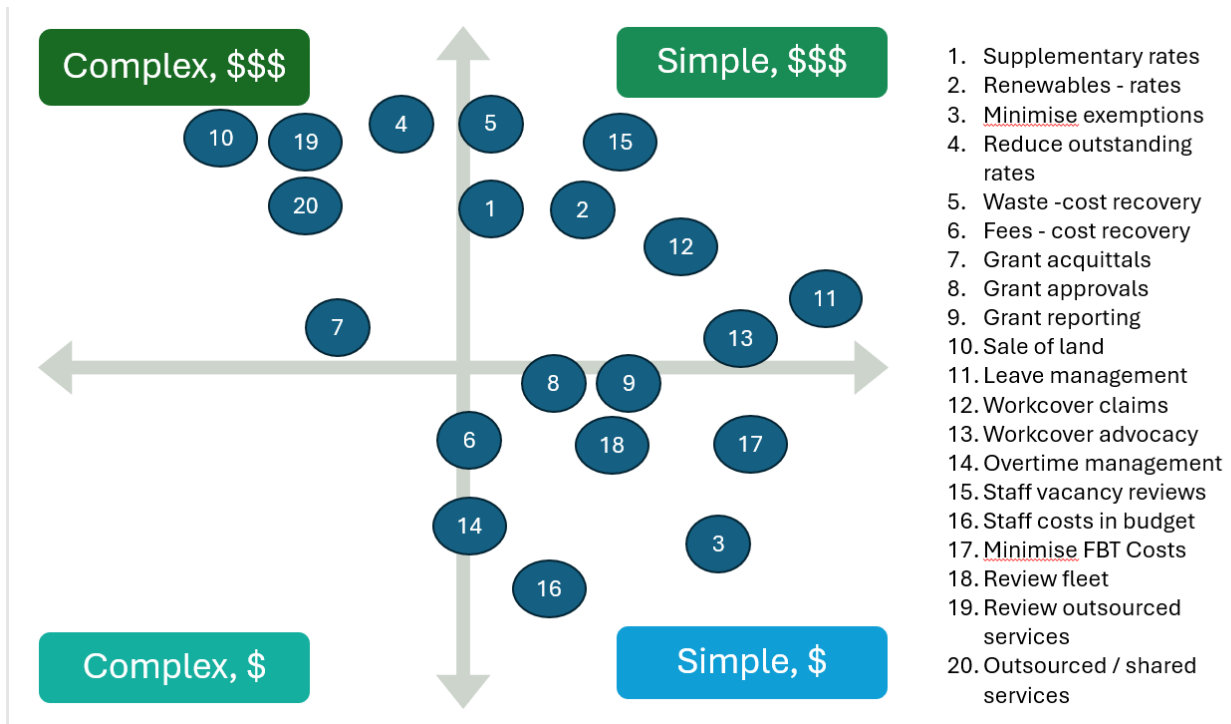 Complex, $$$
Simple, $$$
10
19
4
5
15
20
1
2
12
11
7
13
8
9
6
18
17
14
3
16
Complex, $
Simple, $
1. Supplementary rates
2. Renewables - rates
3. Minimise exemptions
4. Reduce outstanding
rates
5. Waste -cost recovery
6. Fees - cost recovery
7. Grant acquittals
8. Grant approvals
9. Grant reporting
10. Sale of land
11. Leave management
12. Workcover claims
13. Workcover advocacy
14. Overtime management
15. Staff vacancy reviews
16. Staff costs in budget
17. Minimise FBT Costs
18. Review fleet
19. Review outsourced
services
20. Outsourced / shared
services